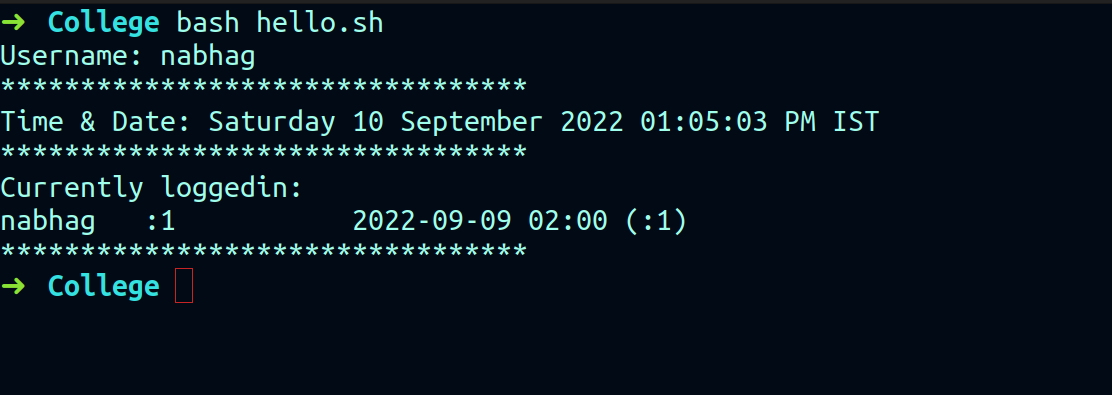 ➜ College bash hello.sh
Username: nabhag
*********************************
Time & Date: Saturday 10 September 2022 01:05:03 PM IST
*********************************
Currently loggedin:
nabhag   :1           2022-09-09 02:00 (:1)
*********************************
➜ College